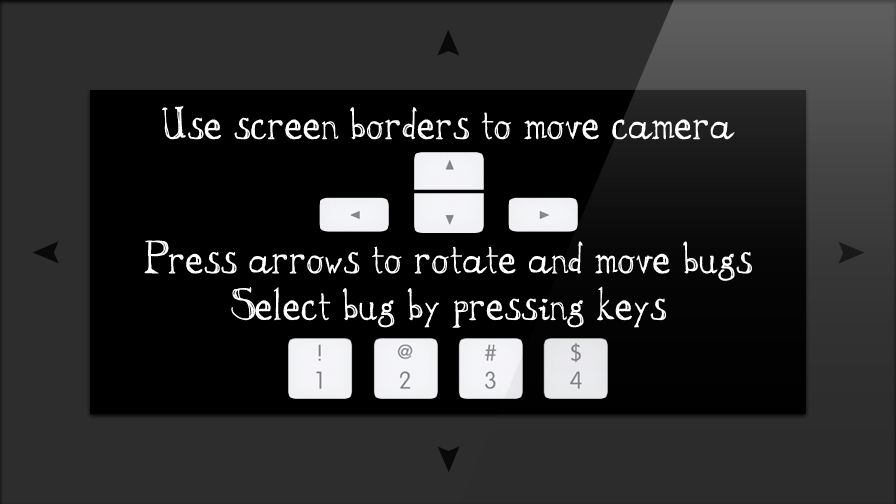 Use screen borders to move camera
Press arrows to rotate and move bugs
Select bug by pressing keys
! @ # $
1 2 3 4